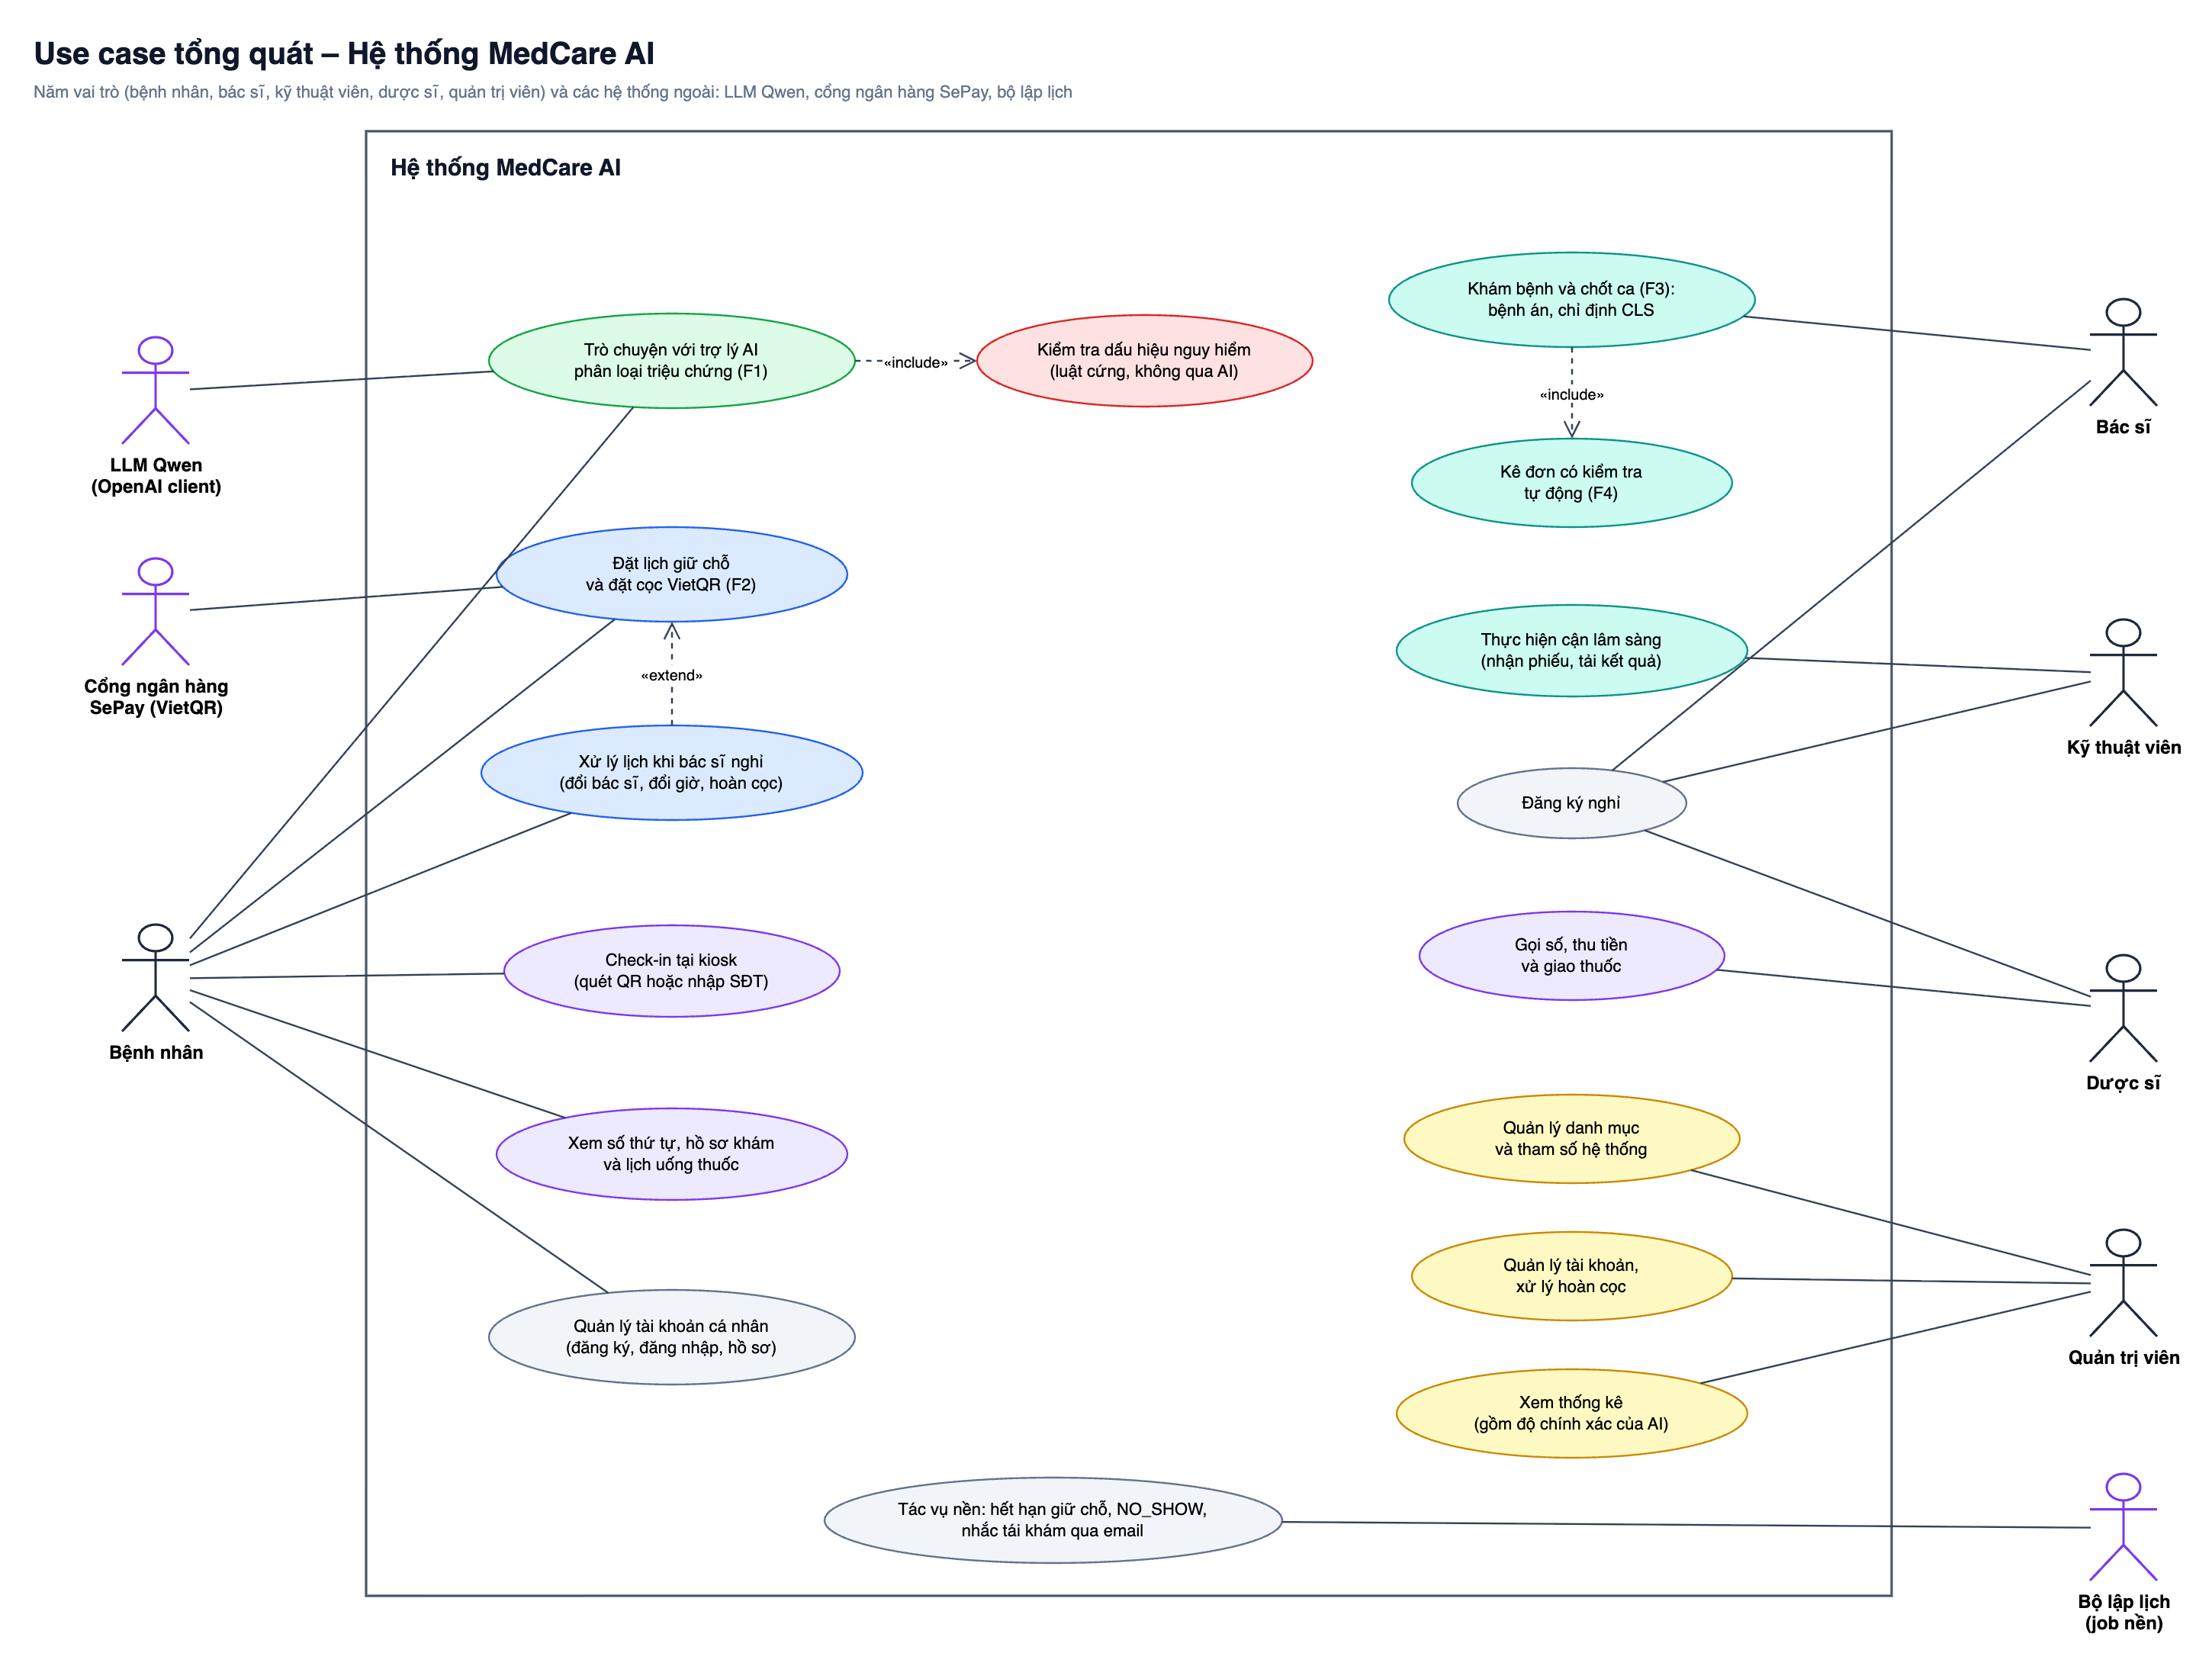 Use case tổng quát – Hệ thống MedCare AI
Năm vai trò (bệnh nhân, bác sĩ, kỹ thuật viên, dược sĩ, quản trị viên) và các hệ thống ngoài: LLM Qwen, cổng ngân hàng SePay, bộ lập lịch
Hệ thống MedCare AI
LLM Qwen
(OpenAI client)
Cổng ngân hàng
SePay (VietQR)
Bệnh nhân
Trò chuyện với trợ lý AI
phân loại triệu chứng (F1)
«include»
Kiểm tra dấu hiệu nguy hiểm
(luật cứng, không qua AI)
Đặt lịch giữ chỗ
và đặt cọc VietQR (F2)
«extend»
Xử lý lịch khi bác sĩ nghỉ
(đổi bác sĩ, đổi giờ, hoàn cọc)
Check-in tại kiosk
(quét QR hoặc nhập SĐT)
Xem số thứ tự, hồ sơ khám
và lịch uống thuốc
Quản lý tài khoản cá nhân
(đăng ký, đăng nhập, hồ sơ)
Khám bệnh và chốt ca (F3):
bệnh án, chỉ định CLS
«include»
Kê đơn có kiểm tra
tự động (F4)
Thực hiện cận lâm sàng
(nhận phiếu, tải kết quả)
Đăng ký nghỉ
Gọi số, thu tiền
và giao thuốc
Quản lý danh mục
và tham số hệ thống
Quản lý tài khoản,
xử lý hoàn cọc
Xem thống kê
(gồm độ chính xác của AI)
Tác vụ nền: hết hạn giữ chỗ, NO_SHOW,
nhắc tái khám qua email
Bác sĩ
Kỹ thuật viên
Dược sĩ
Quản trị viên
Bộ lập lịch
(job nền)